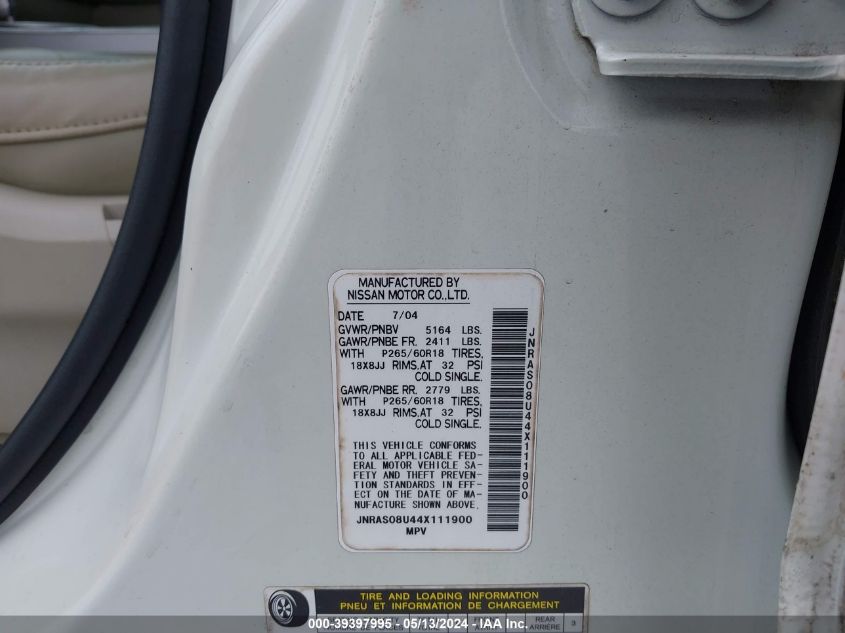 MANUFACTURED BY
NISSAN MOTOR CO.,LTD.
DATE 7/04
GVWR/PNBV 5164 LBS.
GAWR/PNBE FR. 2411 LBS.
WITH P265/60R18 TIRES,
18X8JJ RIMS,AT 32 PSI
COLD SINGLE.
GAWR/PNBE RR. 2779 LBS.
WITH P265/60R18 TIRES,
18X8JJ RIMS,AT 32 PSI
COLD SINGLE.
THIS VEHICLE CONFORMS
TO ALL APPLICABLE FED-
ERAL MOTOR VEHICLE SA-
FETY AND THEFT PREVEN-
TION STANDARDS IN EFF-
ECT ON THE DATE OF MA-
NUFACTURE SHOWN ABOVE.
JNRAS08U44X111900
MPV
JNRAS08U44X111900
TIRE AND LOADING INFORMATION
PNEU ET INFORMATION DE CHARGEMENT
REAR
ARRIÈRE 3
000-39397995 - 05/13/2024 - IAA Inc.